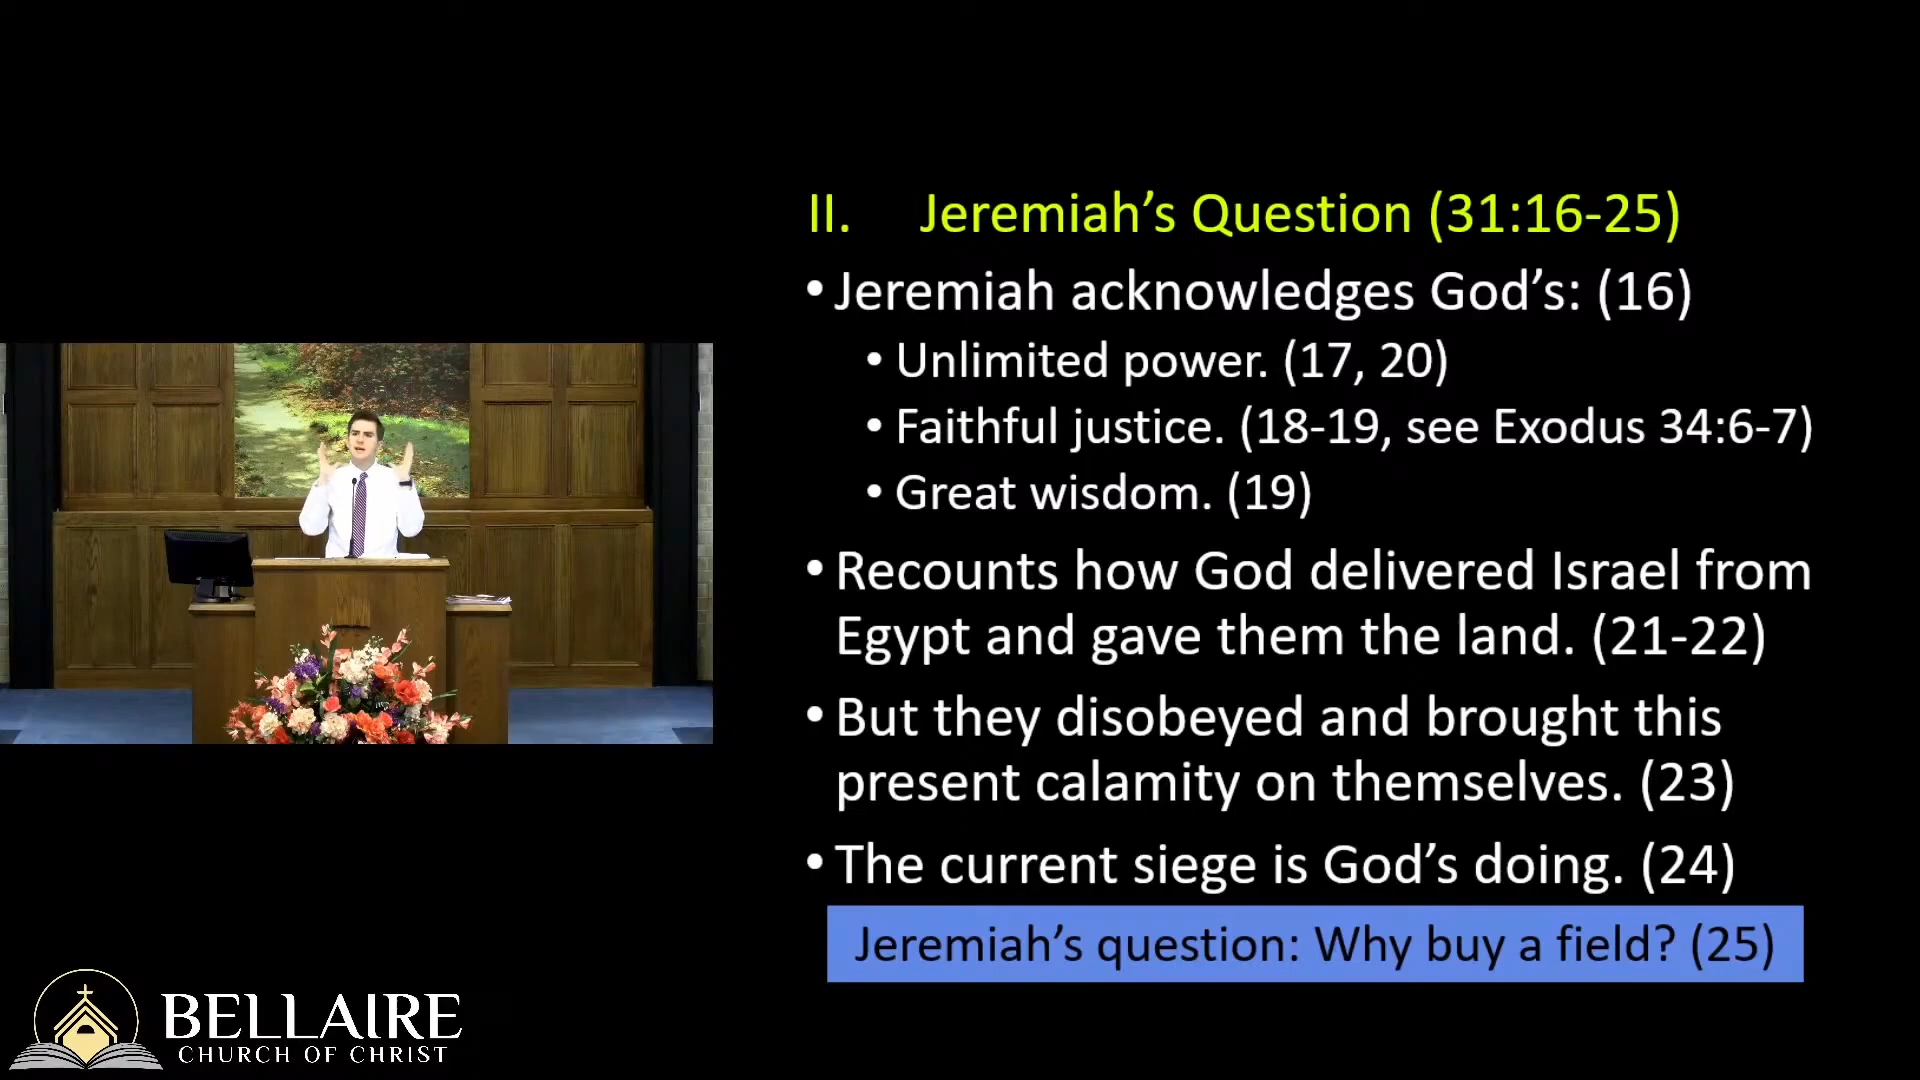 II. Jeremiah’s Question (31:16-25)
• Jeremiah acknowledges God’s: (16)
• Unlimited power. (17, 20)
• Faithful justice. (18-19, see Exodus 34:6-7)
• Great wisdom. (19)
• Recounts how God delivered Israel from
Egypt and gave them the land. (21-22)
• But they disobeyed and brought this
present calamity on themselves. (23)
• The current siege is God’s doing. (24)
Jeremiah’s question: Why buy a field? (25)
BELLAIRE
CHURCH OF CHRIST